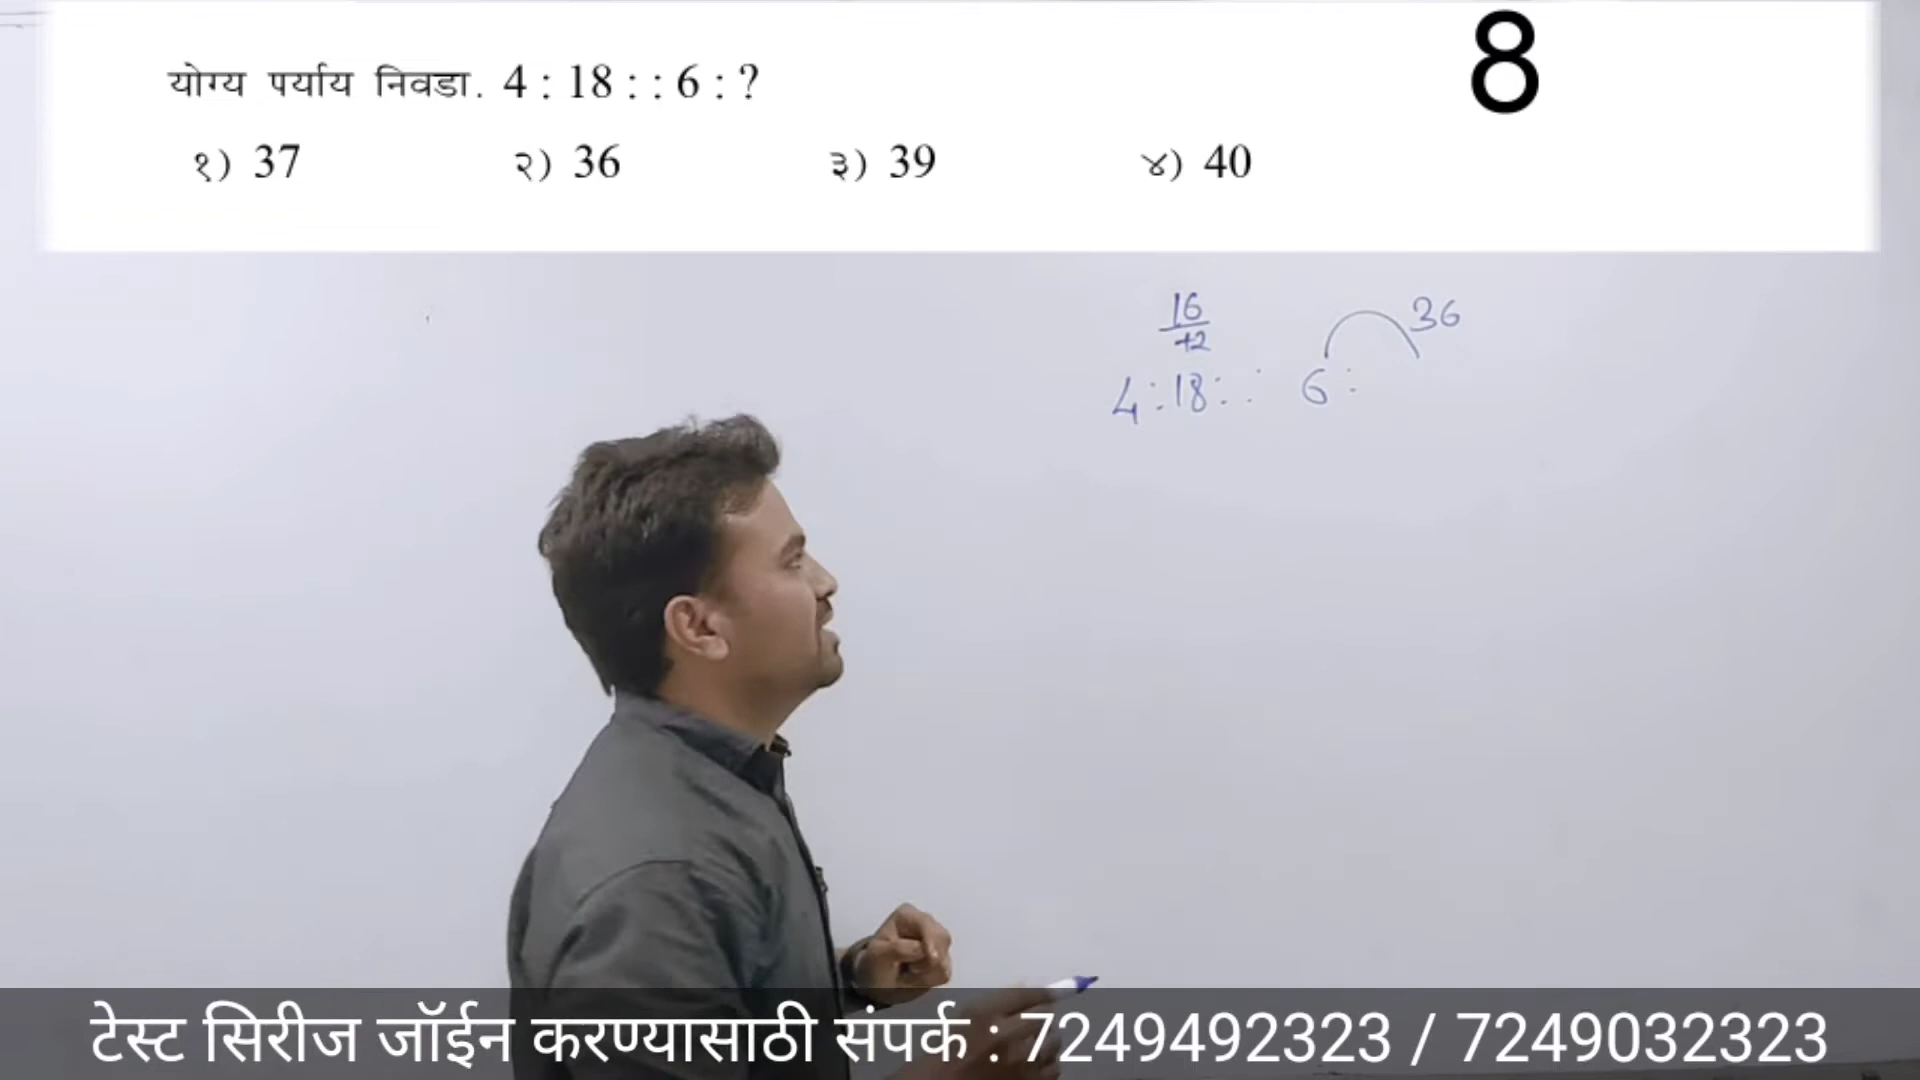 योग्य पर्याय निवडा. 4 : 18 : : 6 : ?
8
१) 37 २) 36 ३) 39 ४) 40
16
+2
36
4 : 18 : : 6 :
टेस्ट सिरीज जॉईन करण्यासाठी संपर्क : 7249492323 / 7249032323